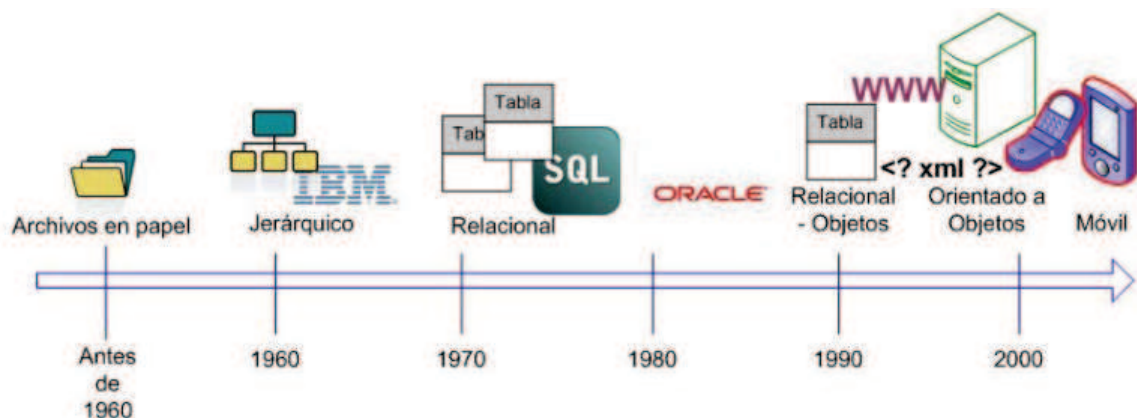 Archivos en papel
Jerárquico
IBM
Tabla
Tab
SQL
Relacional
ORACLE
WWW
Tabla
<? xml ?>
Relacional
- Objetos
Orientado a
Objetos
Móvil
Antes
de
1960
1960
1970
1980
1990
2000